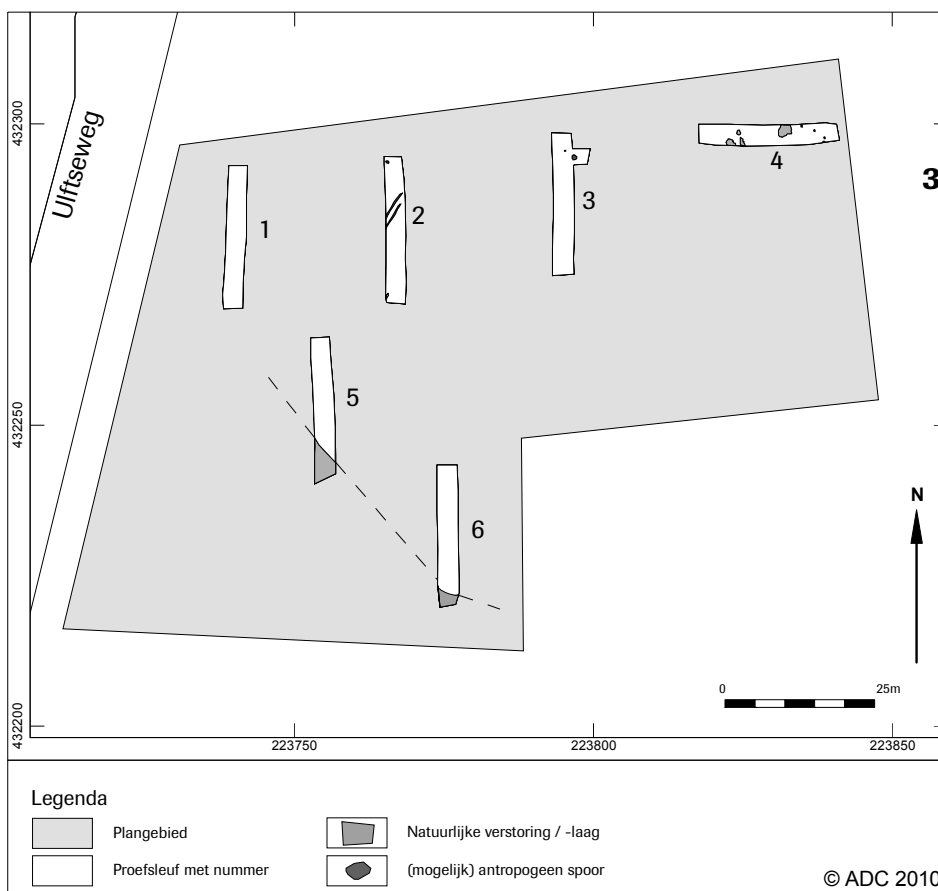 Ulftseweg
432300
432250
432200
223750
223800
223850
1
2
3
4
5
6
3
N
0 25m
Legenda
Plangebied
Natuurlijke verstoring / -laag
Proefsleuf met nummer
(mogelijk) antropogeen spoor
© ADC 2010